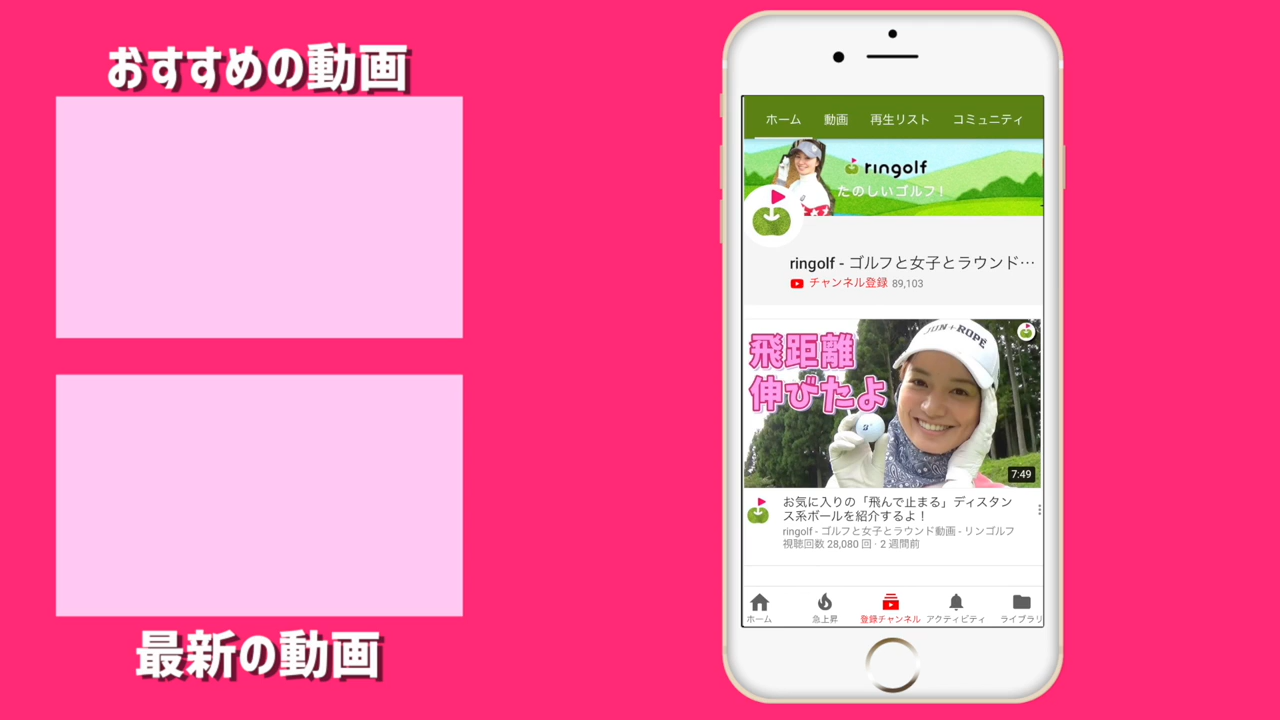 おすすめの動画
最新の動画
ホーム 動画 再生リスト コミュニティ
ringolf
たのしいゴルフ!
ringolf - ゴルフと女子とラウンド…
チャンネル登録 89,103
JUN+ROPE
飛距離
伸びたよ
7:49
お気に入りの「飛んで止まる」ディスタン
ス系ボールを紹介するよ！
ringolf - ゴルフと女子とラウンド動画 - リンゴルフ
視聴回数 28,080 回 · 2 週間前
ホーム 急上昇 登録チャンネル アクティビティ ライブラリ